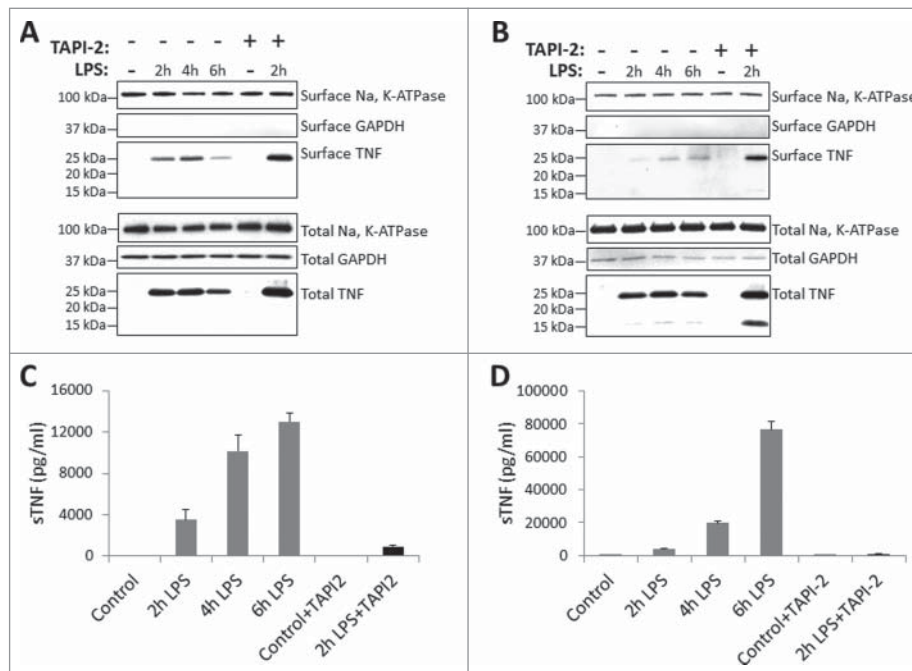 A
TAPI-2: - - - - + +
LPS: - 2h 4h 6h - 2h
100 kDa Surface Na, K-ATPase
37 kDa Surface GAPDH
25 kDa Surface TNF
20 kDa
15 kDa
100 kDa Total Na, K-ATPase
37 kDa Total GAPDH
25 kDa Total TNF
20 kDa
15 kDa
B
TAPI-2: - - - - + +
LPS: - 2h 4h 6h - 2h
100 kDa Surface Na, K-ATPase
37 kDa Surface GAPDH
25 kDa Surface TNF
20 kDa
15 kDa
100 kDa Total Na, K-ATPase
37 kDa Total GAPDH
25 kDa Total TNF
20 kDa
15 kDa
C
sTNF (pg/ml)
16000
12000
8000
4000
0
Control
2h LPS
4h LPS
6h LPS
Control+TAPI2
2h LPS+TAPI2
D
sTNF (pg/ml)
100000
80000
60000
40000
20000
0
Control
2h LPS
4h LPS
6h LPS
Control+TAPI-2
2h LPS+TAPI-2